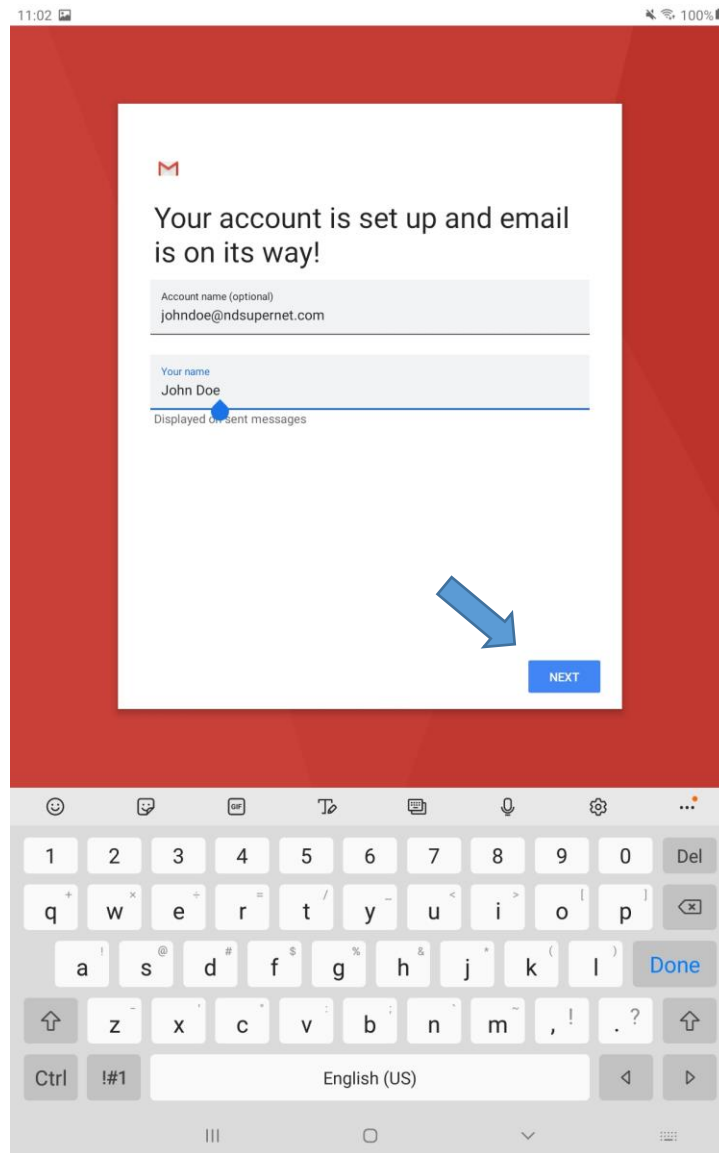 11:02 100%
Your account is set up and email
is on its way!
Account name (optional)
johndoe@ndsupernet.com
Your name
John Doe
Displayed on sent messages
NEXT
GIF T
1 2 3 4 5 6 7 8 9 0 Del
+ × ÷ = / _ < > [ ]
q w e r t y u i o p
! @ # $ % & * ( )
a s d f g h j k l Done
- ' " : ; ` ~ ! ?
z x c v b n m , .
Ctrl !#1 English (US)